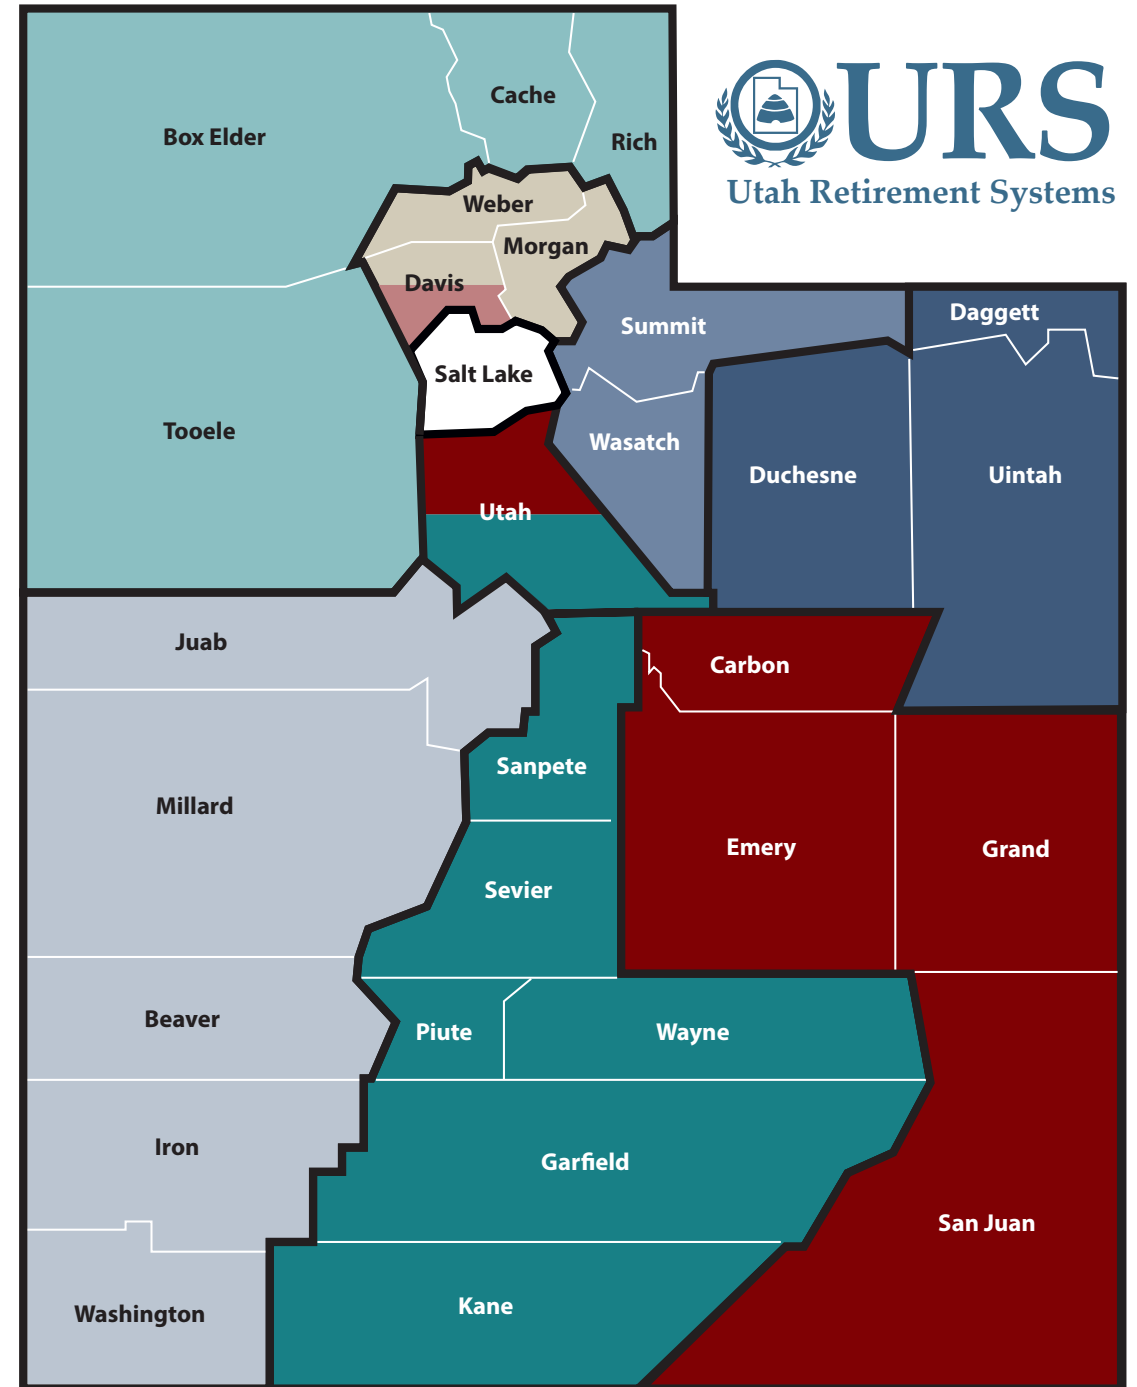 URS
Utah Retirement Systems
Cache
Box Elder
Rich
Weber
Morgan
Davis
Summit
Daggett
Salt Lake
Tooele
Wasatch
Duchesne
Uintah
Utah
Juab
Carbon
Sanpete
Millard
Emery
Grand
Sevier
Beaver
Piute
Wayne
Iron
Garfield
San Juan
Kane
Washington